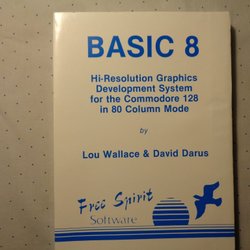 BASIC 8
Hi-Resolution Graphics
Development System
for the Commodore 128
in 80 Column Mode
by
Lou Wallace & David Darus
Free Spirit
Software